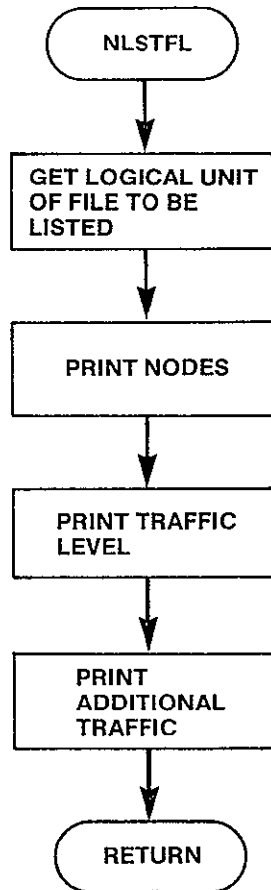 NLSTFL
GET LOGICAL UNIT
OF FILE TO BE
LISTED
PRINT NODES
PRINT TRAFFIC
LEVEL
PRINT
ADDITIONAL
TRAFFIC
RETURN